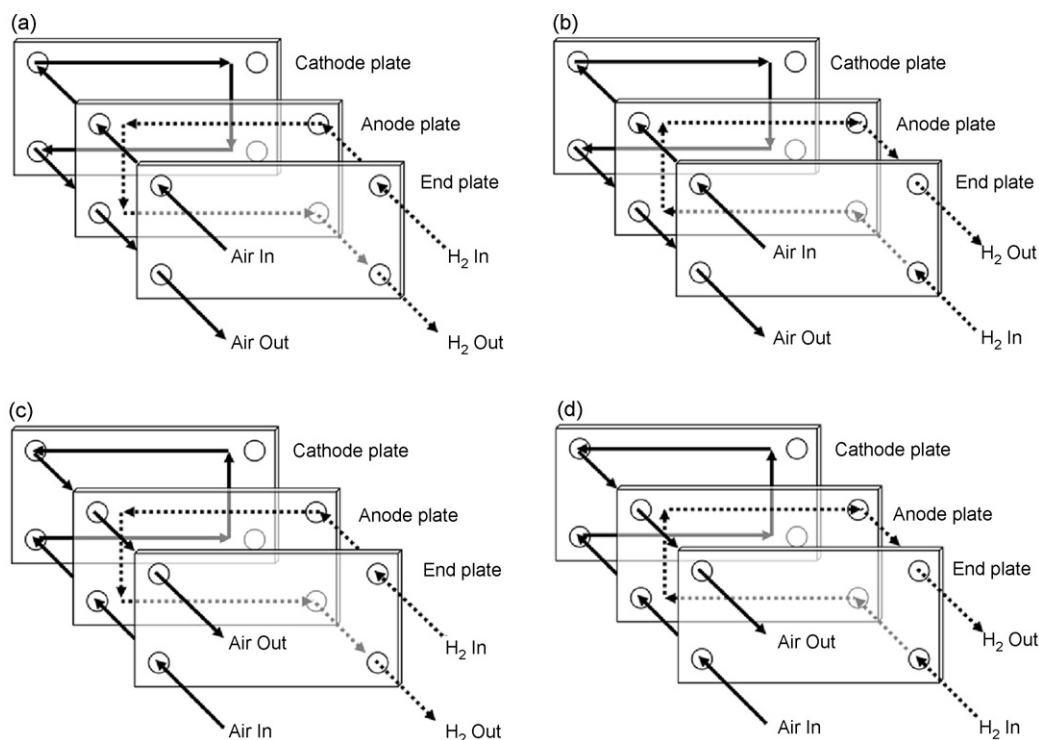 (a)
Cathode plate
Anode plate
End plate
Air In
H₂ In
Air Out
H₂ Out
(b)
Cathode plate
Anode plate
End plate
Air In
H₂ Out
Air Out
H₂ In
(c)
Cathode plate
Anode plate
End plate
Air Out
H₂ In
Air In
H₂ Out
(d)
Cathode plate
Anode plate
End plate
Air Out
H₂ Out
Air In
H₂ In